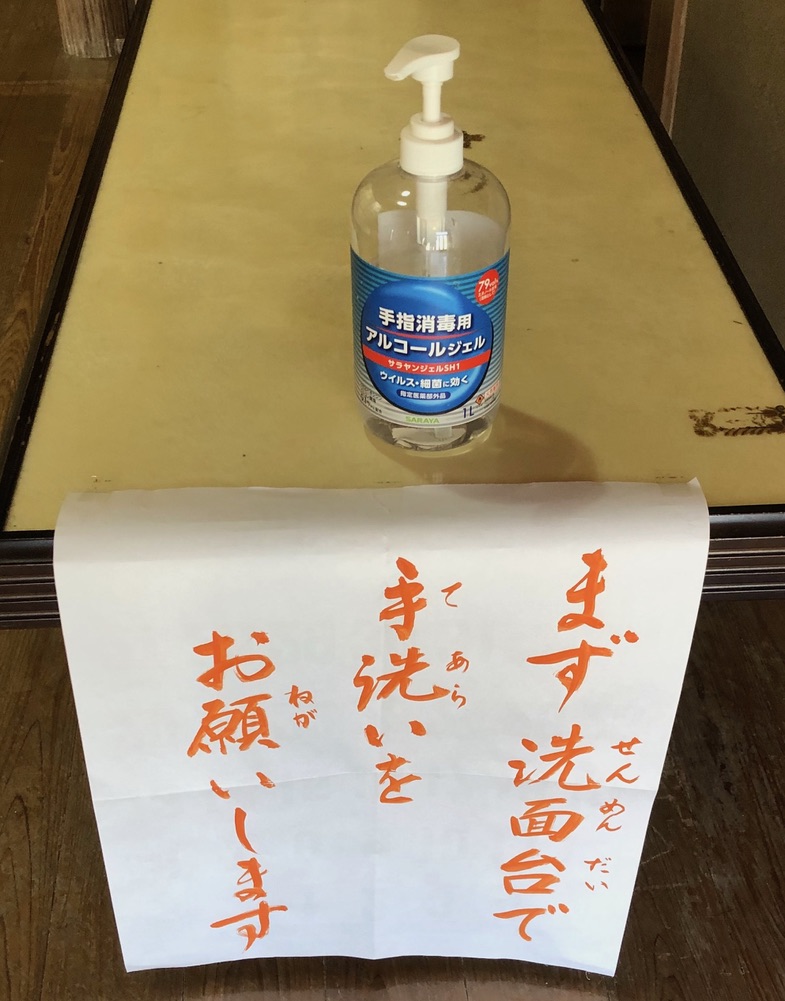 79vol%
手指消毒用
アルコールジェル
サラヤンジェルSH1
ウイルス・細菌に効く
指定医薬部外品
1L
SARAYA
まず洗面台で
せんめんだい
手洗いを
てあら
お願いします
ねが